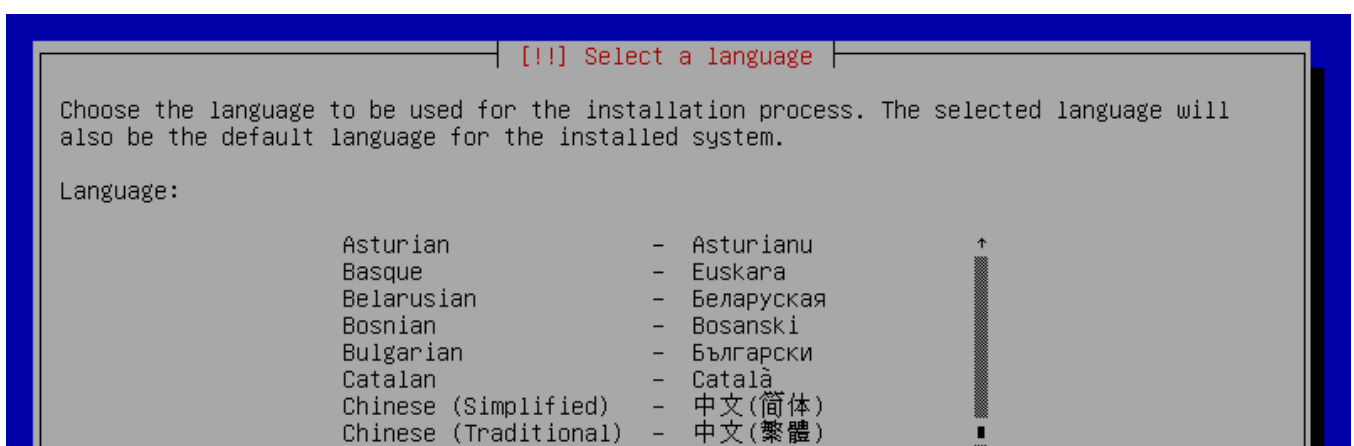 [!!] Select a language
Choose the language to be used for the installation process. The selected language will
also be the default language for the installed system.
Language:
Asturian - Asturianu
Basque - Euskara
Belarusian - Беларуская
Bosnian - Bosanski
Bulgarian - Български
Catalan - Català
Chinese (Simplified) - 中文(简体)
Chinese (Traditional) - 中文(繁體)